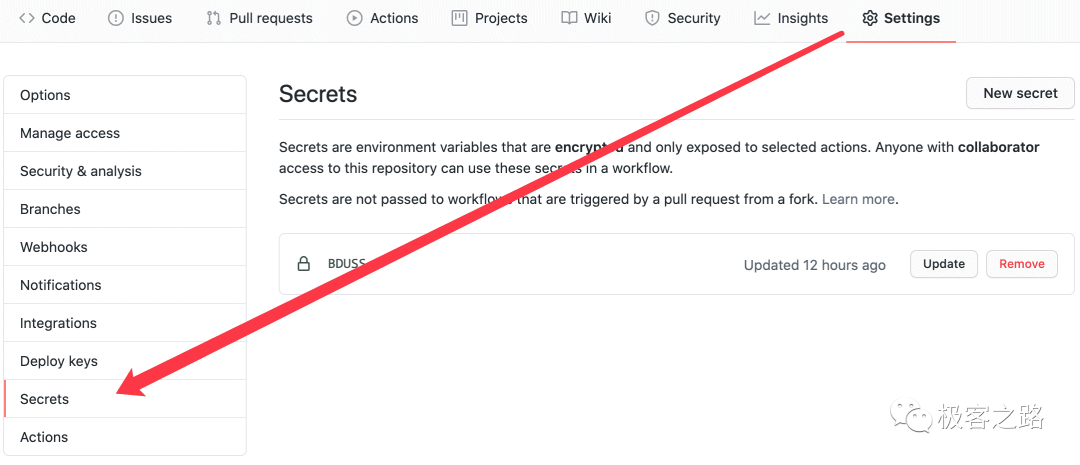 Code Issues Pull requests Actions Projects Wiki Security Insights Settings
Options
Manage access
Security & analysis
Branches
Webhooks
Notifications
Integrations
Deploy keys
Secrets
Actions
Secrets New secret
Secrets are environment variables that are encrypted and only exposed to selected actions. Anyone with collaborator
access to this repository can use these secrets in a workflow.
Secrets are not passed to workflows that are triggered by a pull request from a fork. Learn more.
BDUSS Updated 12 hours ago Update Remove
极客之路